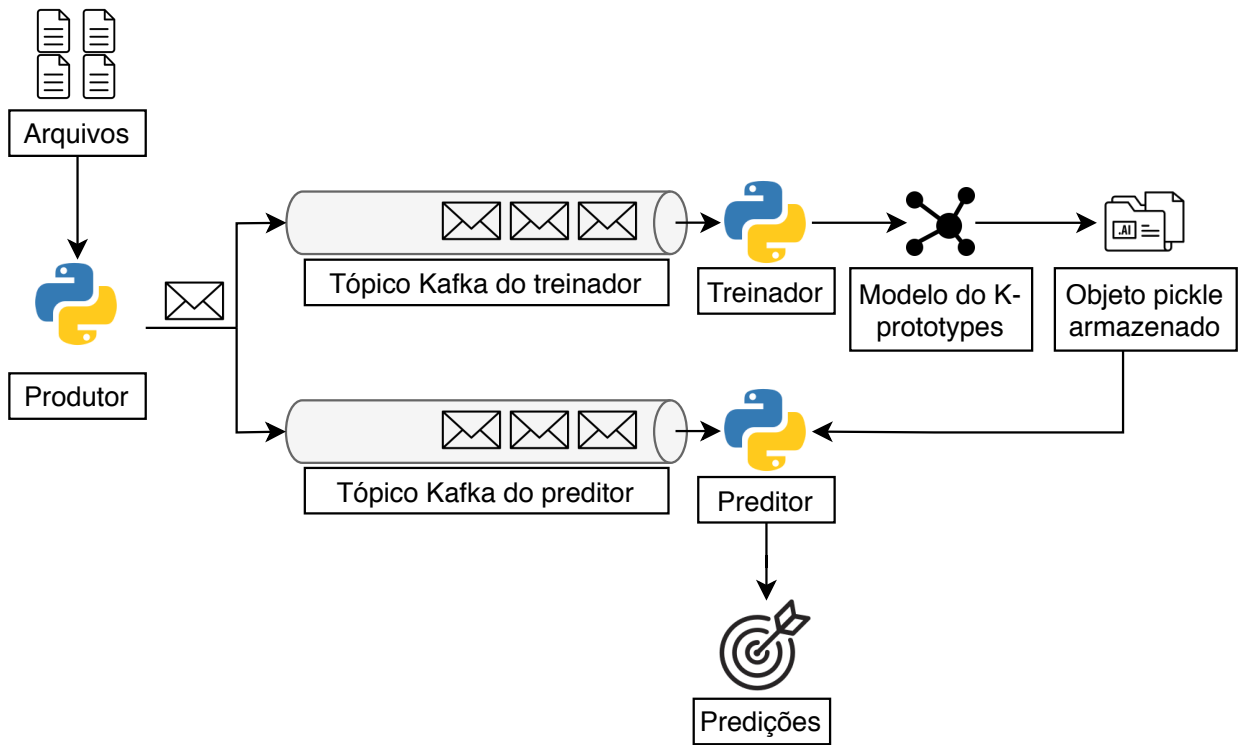 Arquivos
Produtor
Tópico Kafka do treinador
Treinador
Modelo do K-
prototypes
.AI
Objeto pickle
armazenado
Tópico Kafka do preditor
Preditor
Predições